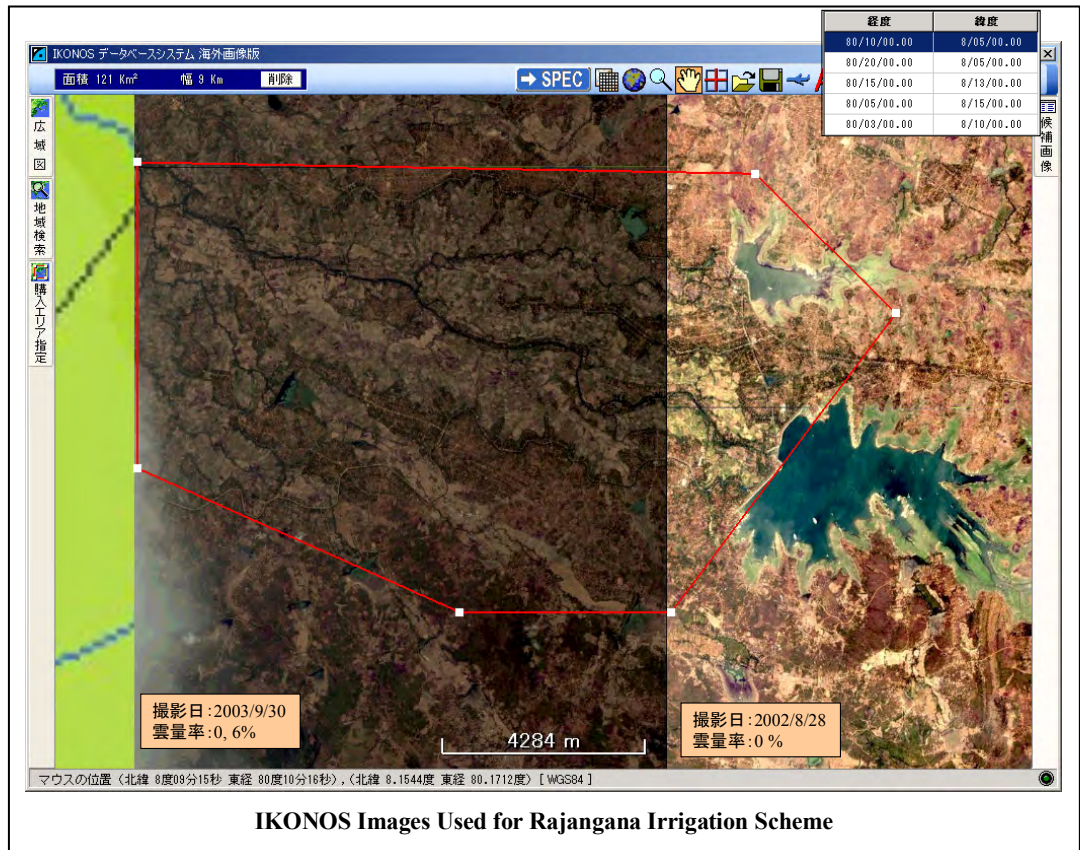 経度 緯度
80/10/00.00 8/05/00.00
80/20/00.00 8/05/00.00
80/15/00.00 8/13/00.00
80/05/00.00 8/15/00.00
80/03/00.00 8/10/00.00
IKONOS データベースシステム 海外画像版
面積 121 Km² 幅 9 Km 削除
→ SPEC
広域図
地域検索
購入エリア指定
候補画像
撮影日:2003/9/30
雲量率:0, 6%
4284 m
撮影日:2002/8/28
雲量率:0 %
マウスの位置 (北緯 8度09分15秒 東経 80度10分16秒),(北緯 8.1544度 東経 80.1712度) [ WGS84 ]
IKONOS Images Used for Rajangana Irrigation Scheme